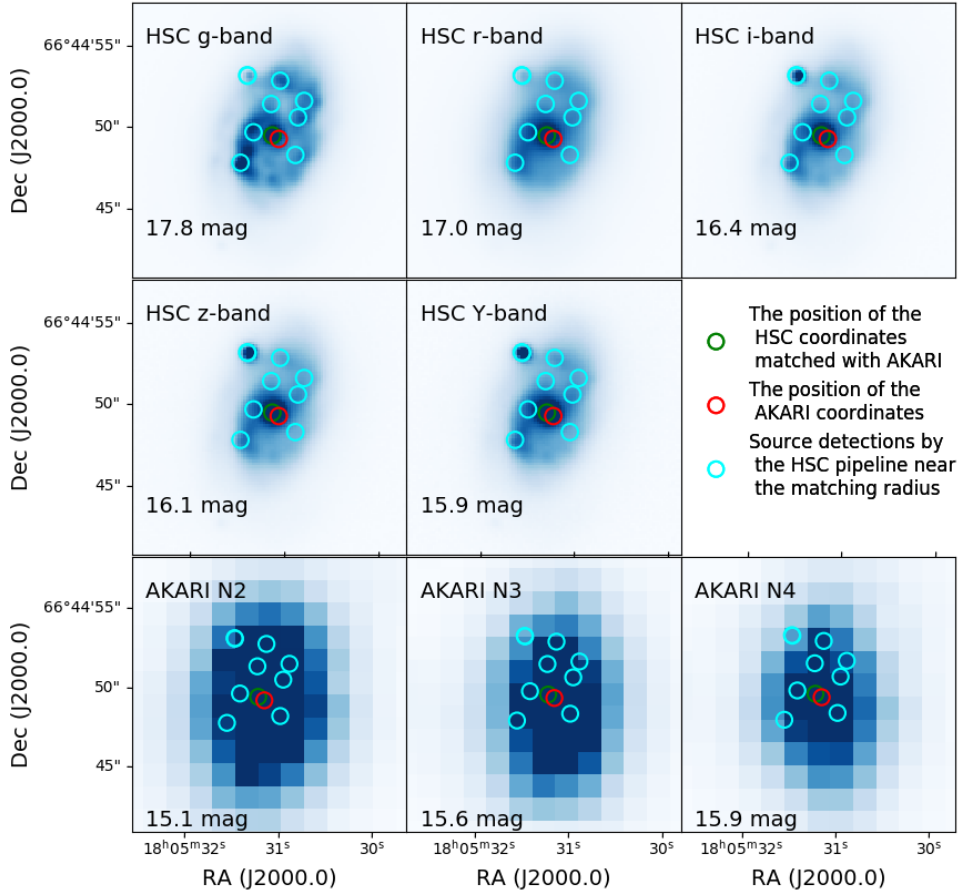 HSC g-band
HSC r-band
HSC i-band
66°44'55"
50"
45"
Dec (J2000.0)
17.8 mag
17.0 mag
16.4 mag
HSC z-band
HSC Y-band
66°44'55"
50"
45"
Dec (J2000.0)
16.1 mag
15.9 mag
The position of the
HSC coordinates
matched with AKARI
The position of the
AKARI coordinates
Source detections by
the HSC pipeline near
the matching radius
AKARI N2
AKARI N3
AKARI N4
66°44'55"
50"
45"
Dec (J2000.0)
15.1 mag
15.6 mag
15.9 mag
18h05m32s 31s 30s
18h05m32s 31s 30s
18h05m32s 31s 30s
RA (J2000.0)
RA (J2000.0)
RA (J2000.0)